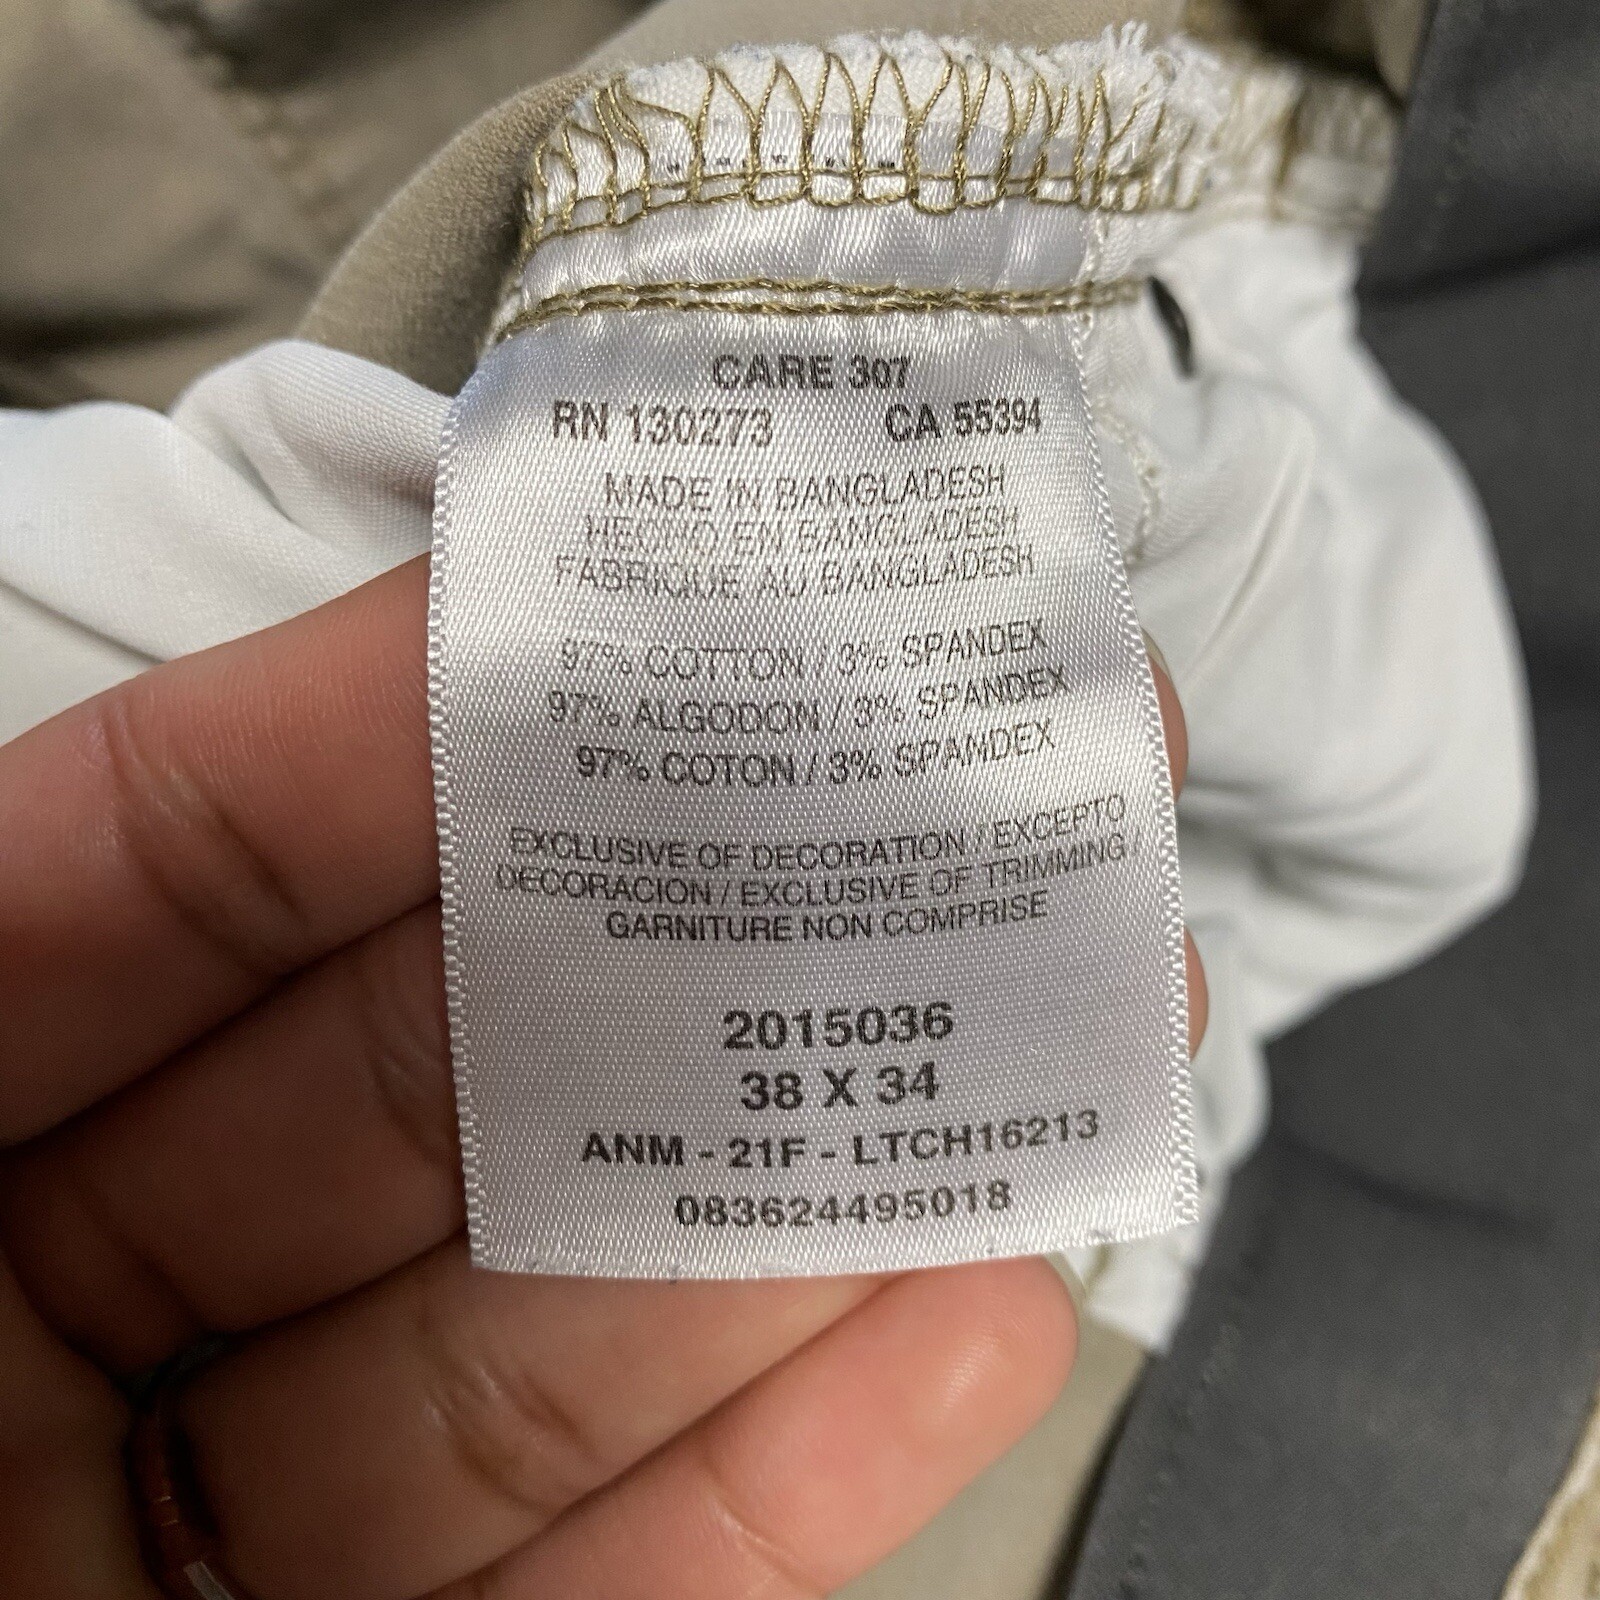 CARE 307
RN 130273 CA 55394
MADE IN BANGLADESH
HECHO EN BANGLADESH
FABRIQUE AU BANGLADESH
97% COTTON / 3% SPANDEX
97% ALGODON / 3% SPANDEX
97% COTON / 3% SPANDEX
EXCLUSIVE OF DECORATION / EXCEPTO
DECORACION / EXCLUSIVE OF TRIMMING /
GARNITURE NON COMPRISE
2015036
38 X 34
ANM - 21F - LTCH16213
083624495018